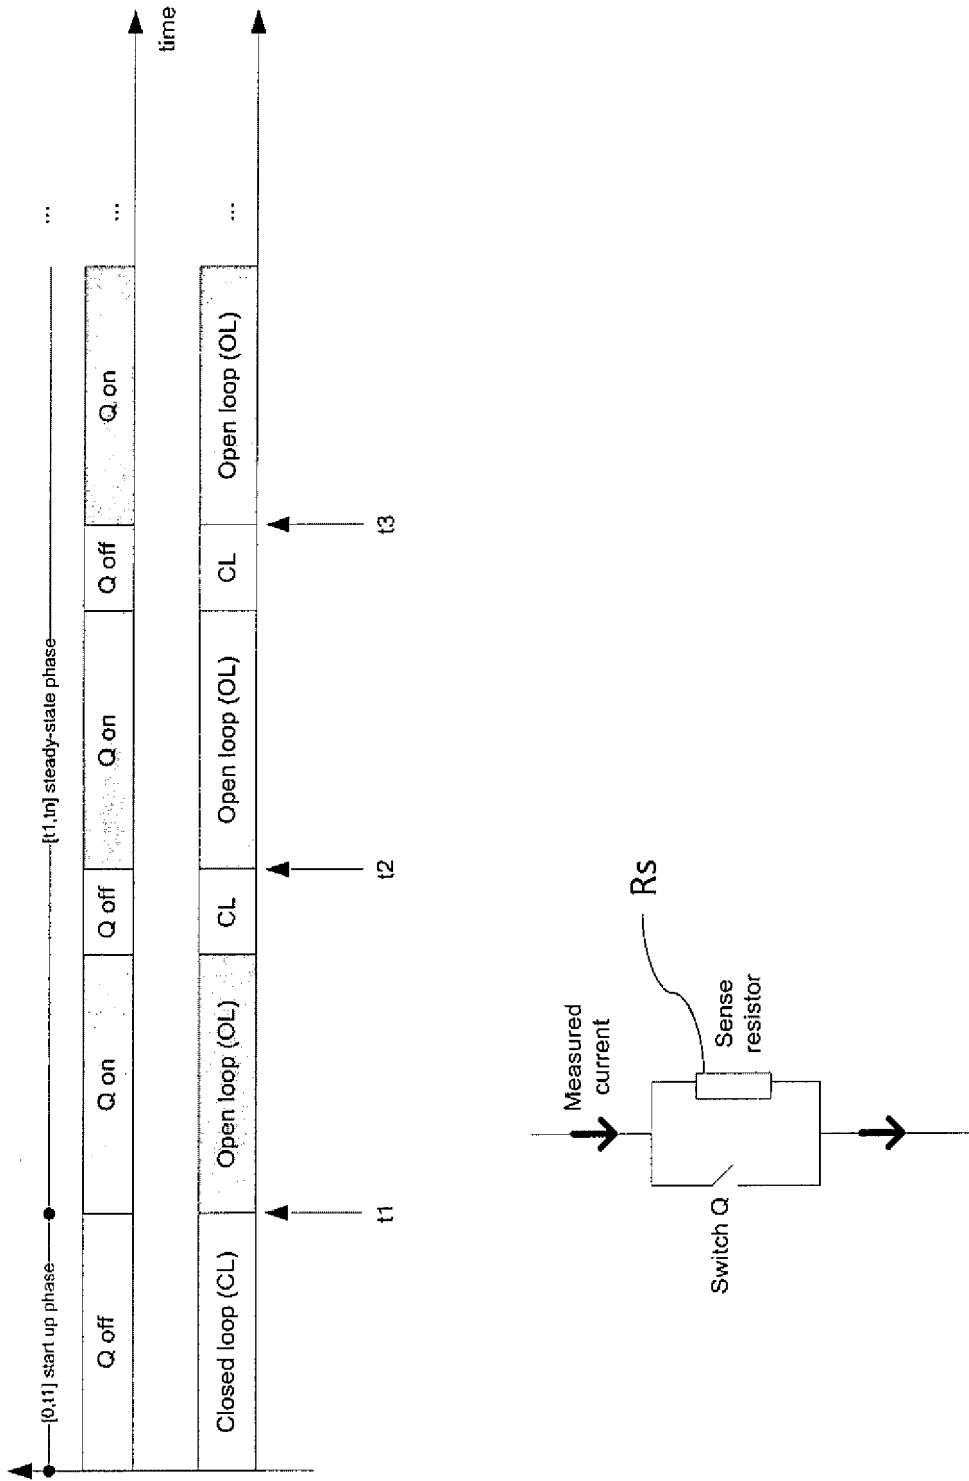 [0,t1] start up phase
[t1,tn] steady-state phase
...
Q off
Q on
Q off
Q on
Q off
Q on
...
time
Closed loop (CL)
Open loop (OL)
CL
Open loop (OL)
CL
Open loop (OL)
...
t1
t2
t3
Measured
current
Switch Q
Sense
resistor
Rs